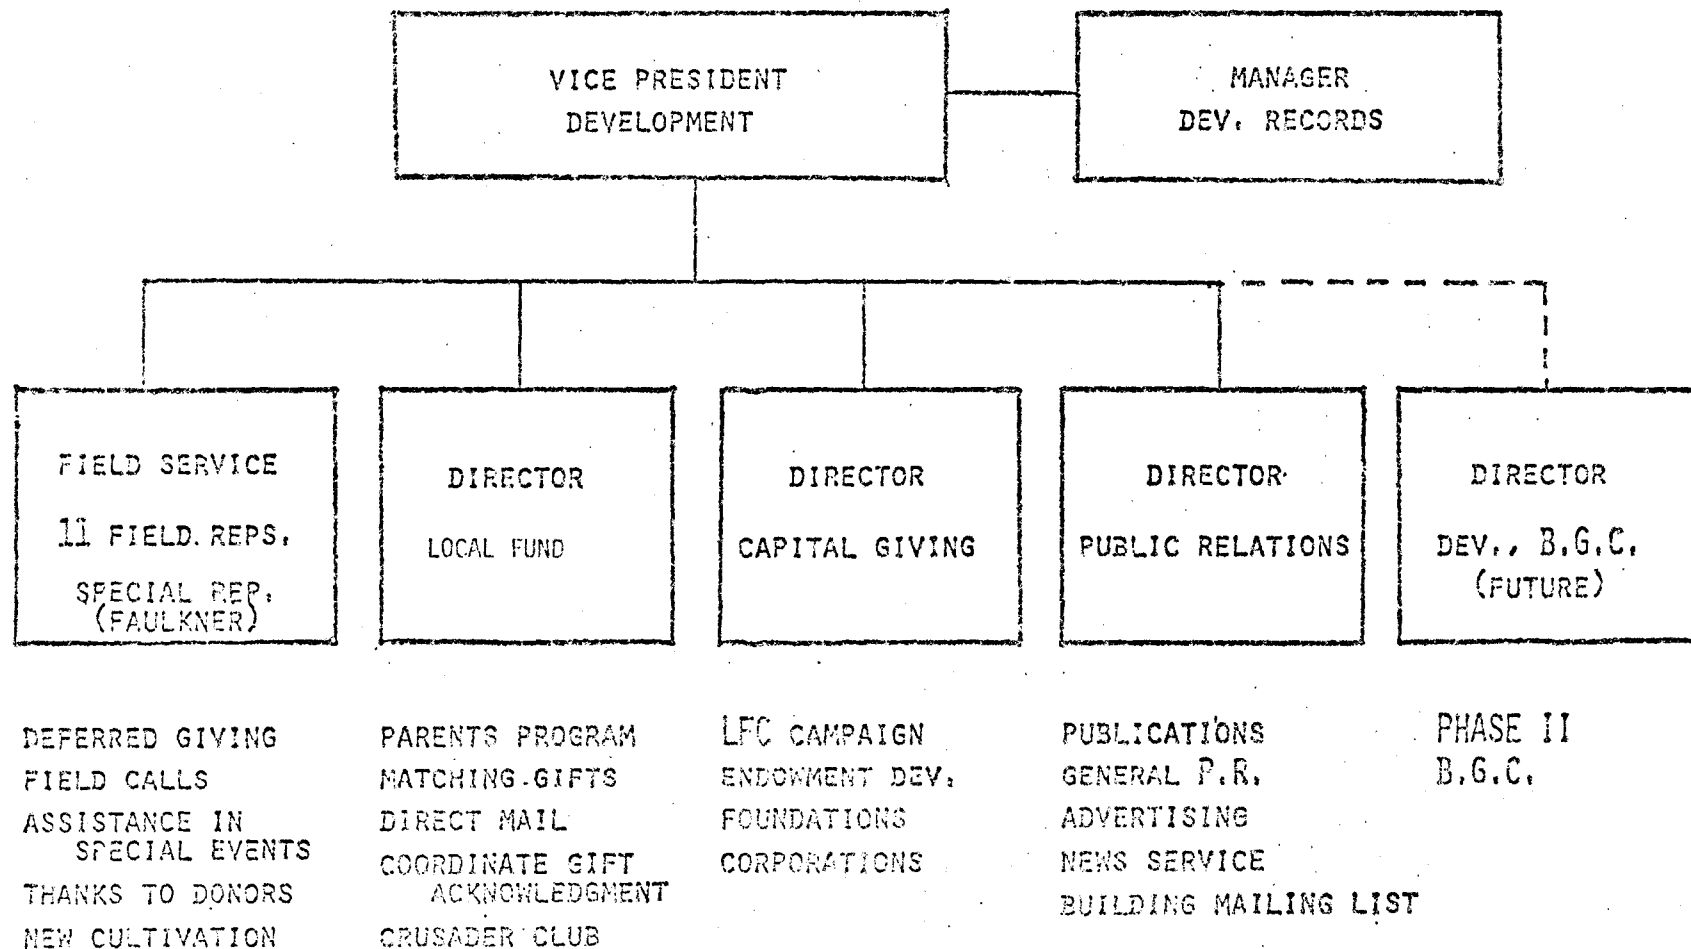 VICE PRESIDENT
DEVELOPMENT
MANAGER
DEV. RECORDS
FIELD SERVICE
11 FIELD REPS.
SPECIAL REP.
(FAULKNER)
DIRECTOR
LOCAL FUND
DIRECTOR
CAPITAL GIVING
DIRECTOR
PUBLIC RELATIONS
DIRECTOR
DEV., B.G.C.
(FUTURE)
DEFERRED GIVING
FIELD CALLS
ASSISTANCE IN
SPECIAL EVENTS
THANKS TO DONORS
NEW CULTIVATION
PARENTS PROGRAM
MATCHING GIFTS
DIRECT MAIL
COORDINATE GIFT
ACKNOWLEDGMENT
CRUSADER CLUB
LFC CAMPAIGN
ENDOWMENT DEV.
FOUNDATIONS
CORPORATIONS
PUBLICATIONS
GENERAL P.R.
ADVERTISING
NEWS SERVICE
BUILDING MAILING LIST
PHASE II
B.G.C.